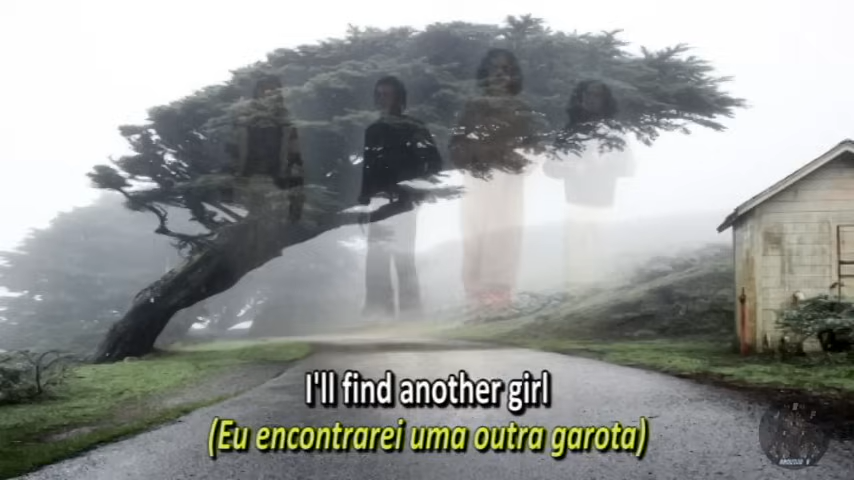 I'll find another girl
(Eu encontrarei uma outra garota)